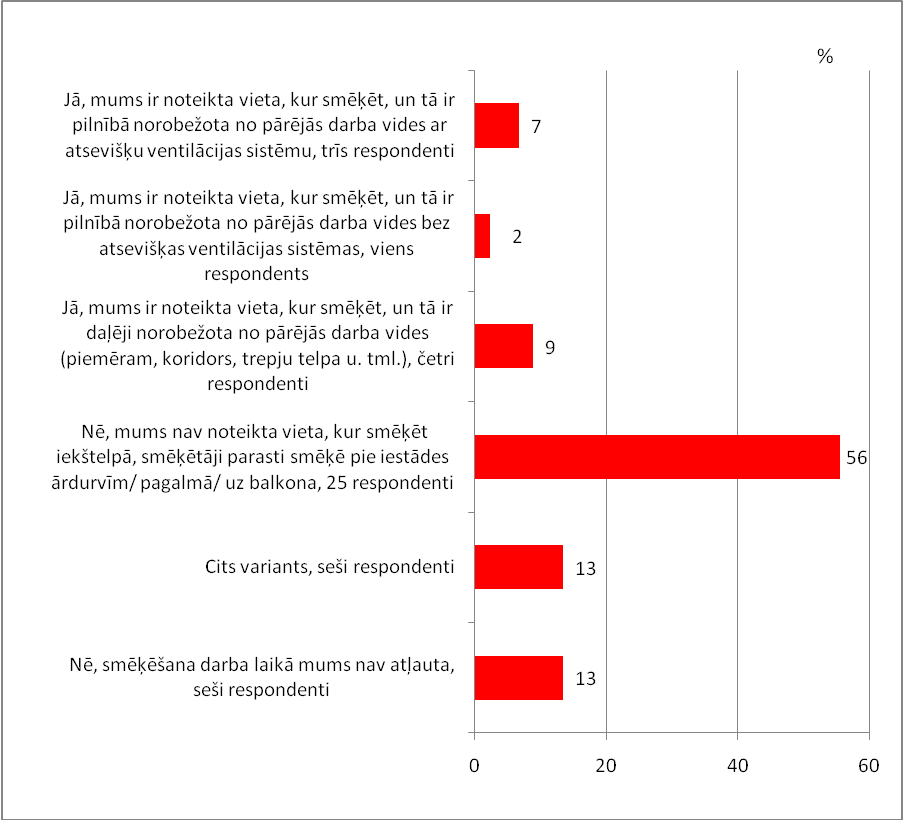 %
Jā, mums ir noteikta vieta, kur smēķēt, un tā ir
pilnībā norobežota no pārējās darba vides ar
atsevišķu ventilācijas sistēmu, trīs respondenti
7
Jā, mums ir noteikta vieta, kur smēķēt, un tā ir
pilnībā norobežota no pārējās darba vides bez
atsevišķas ventilācijas sistēmas, viens
respondents
2
Jā, mums ir noteikta vieta, kur smēķēt, un tā ir
daļēji norobežota no pārējās darba vides
(piemēram, koridors, trepju telpa u. tml.), četri
respondenti
9
Nē, mums nav noteikta vieta, kur smēķēt
iekštelpā, smēķētāji parasti smēķē pie iestādes
ārdurvīm/ pagalmā/ uz balkona, 25 respondenti
56
Cits variants, seši respondenti
13
Nē, smēķēšana darba laikā mums nav atļauta,
seši respondenti
13
0 20 40 60